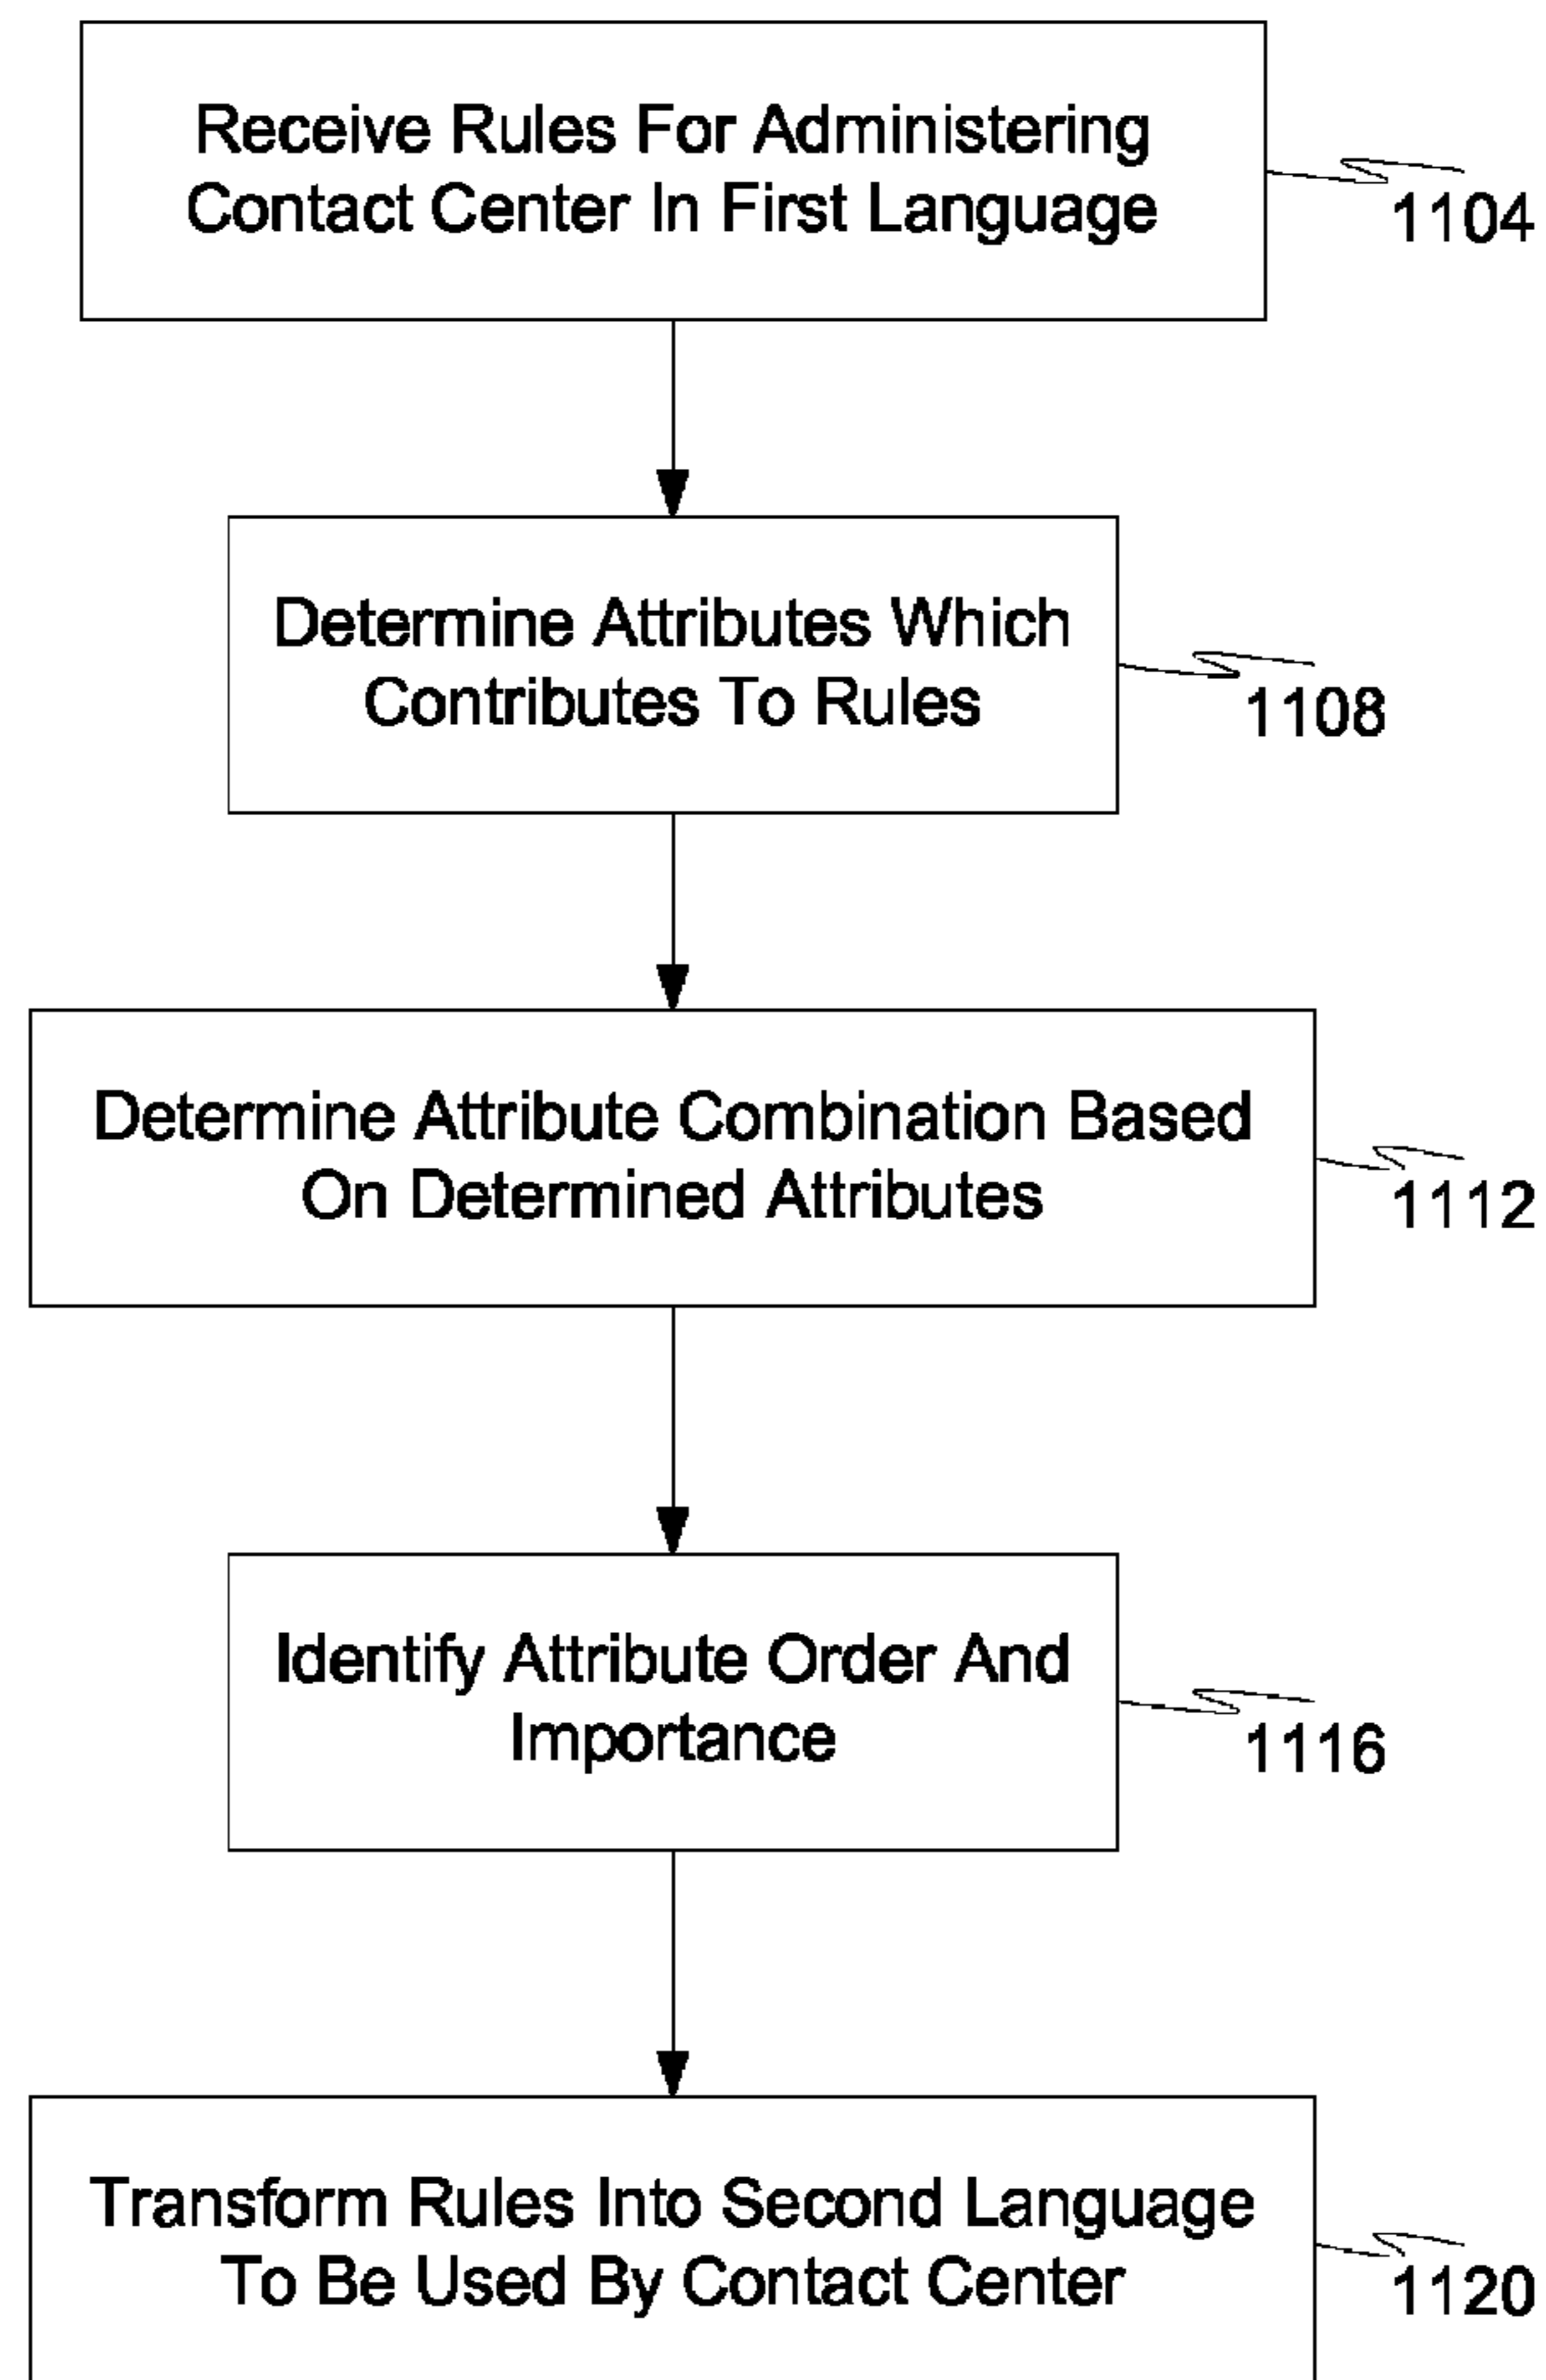 Receive Rules For Administering
Contact Center In First Language
1104
Determine Attributes Which
Contributes To Rules
1108
Determine Attribute Combination Based
On Determined Attributes
1112
Identify Attribute Order And
Importance
1116
Transform Rules Into Second Language
To Be Used By Contact Center
1120